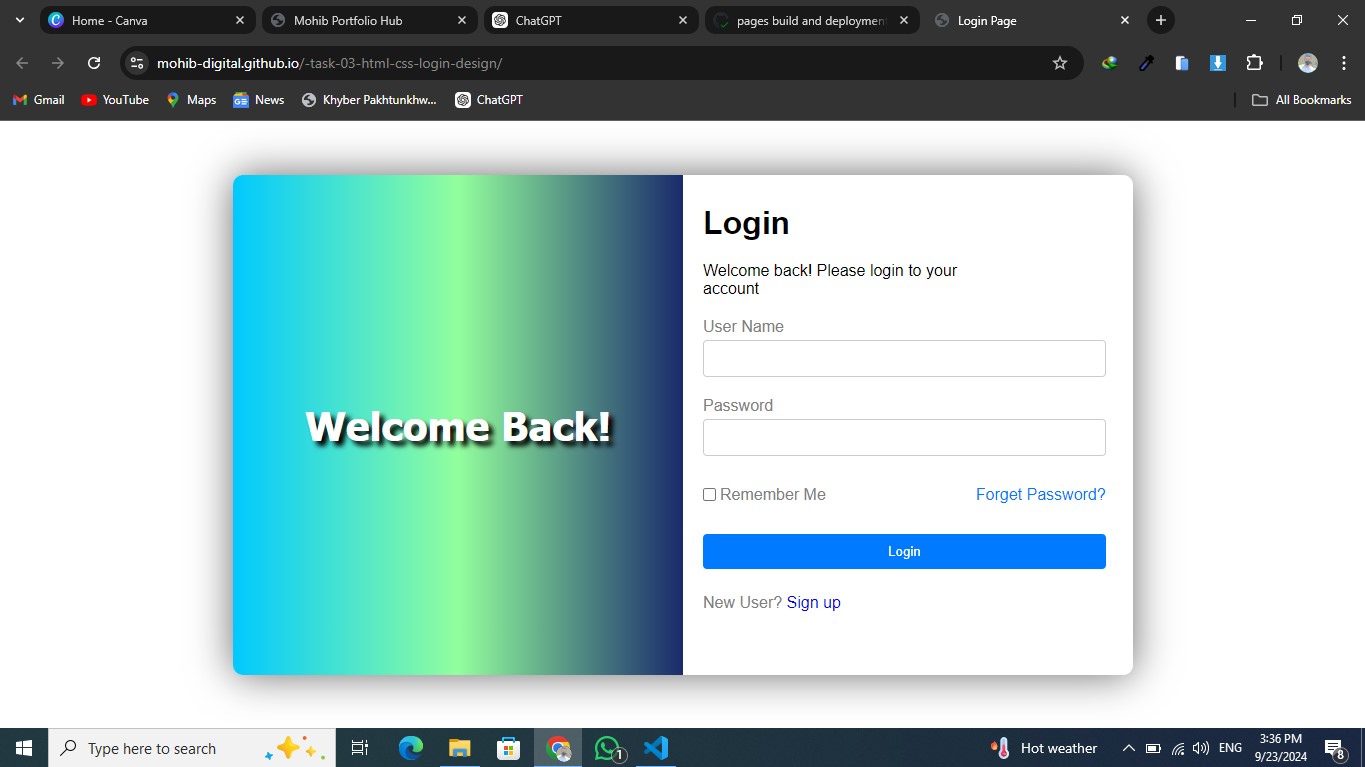 Home - Canva
Mohib Portfolio Hub
ChatGPT
pages build and deploymen
Login Page
mohib-digital.github.io/-task-03-html-css-login-design/
Gmail
YouTube
Maps
News
Khyber Pakhtunkhw...
ChatGPT
All Bookmarks
Welcome Back!
Login
Welcome back! Please login to your
account
User Name
Password
Remember Me
Forget Password?
Login
New User? Sign up
Type here to search
1
Hot weather
ENG
3:36 PM
9/23/2024
8